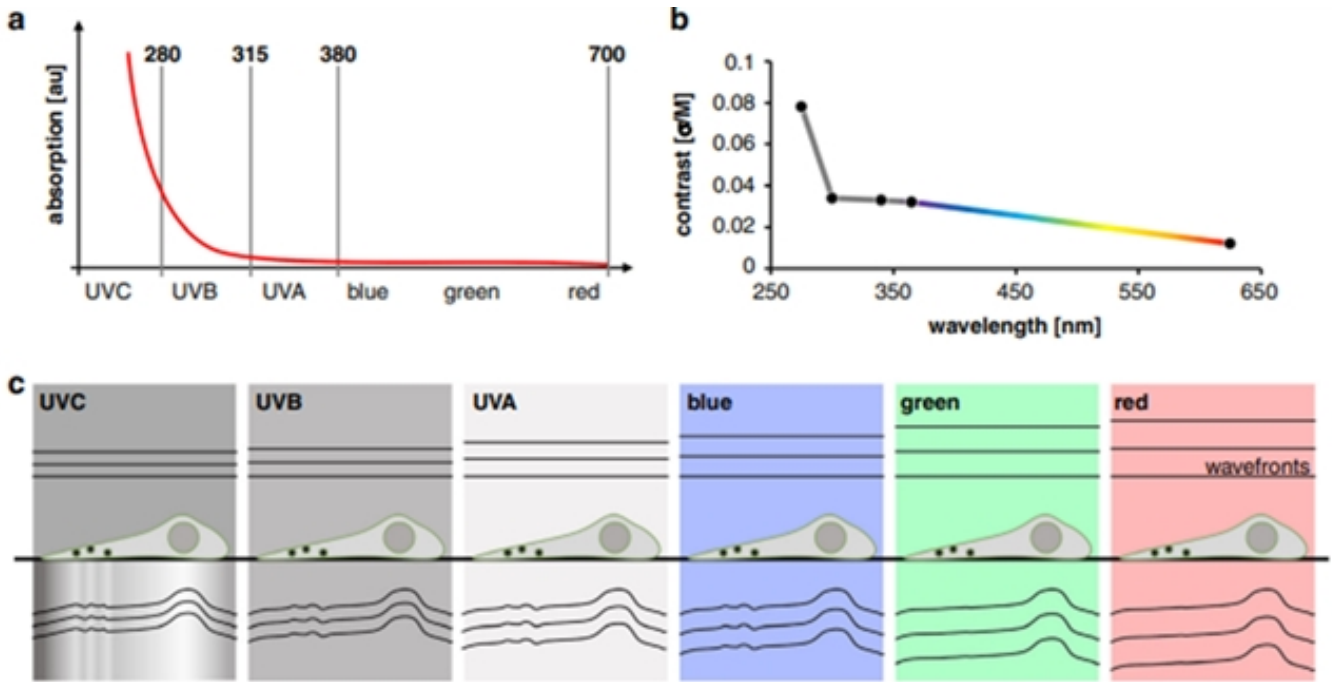 a
absorption [au]
280 315 380 700
UVC UVB UVA blue green red
b
contrast [σ/M]
0.1
0.08
0.06
0.04
0.02
0
250 350 450 550 650
wavelength [nm]
c
UVC UVB UVA blue green red
wavefronts